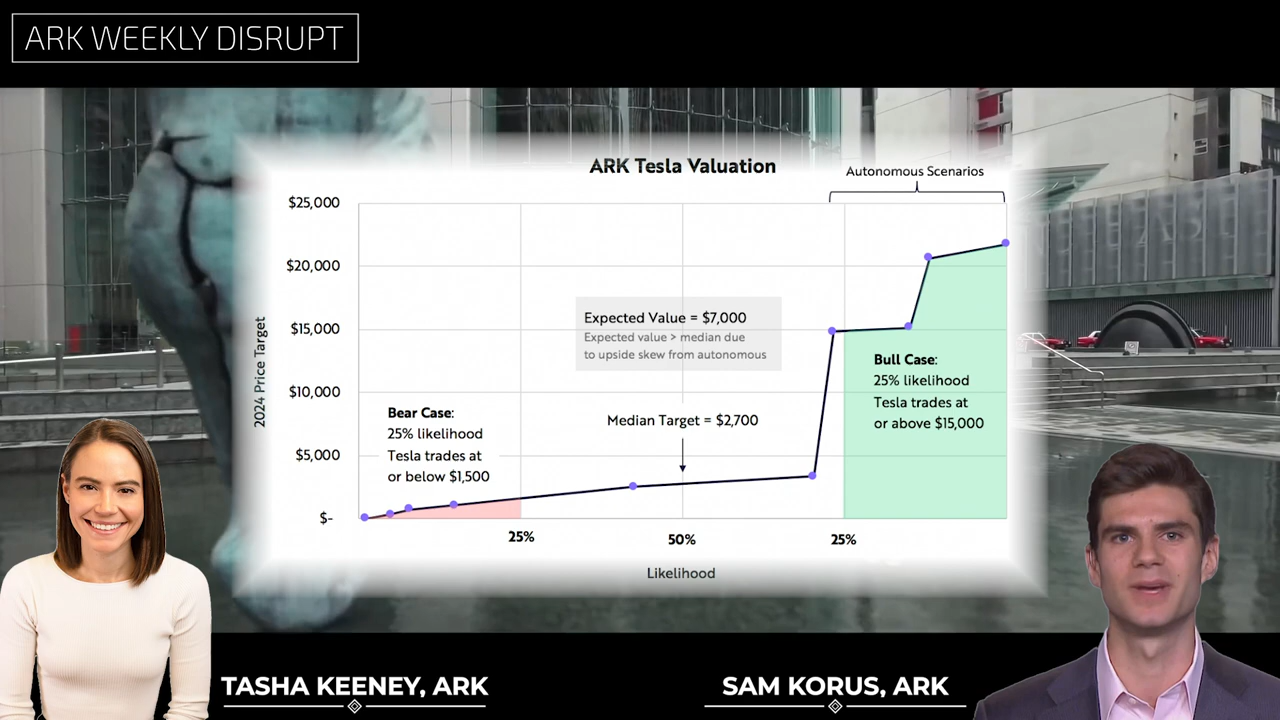 ARK WEEKLY DISRUPT
ARK Tesla Valuation
Autonomous Scenarios
$25,000
$20,000
$15,000
$10,000
$5,000
$-
2024 Price Target
Expected Value = $7,000
Expected value > median due
to upside skew from autonomous
Bear Case:
25% likelihood
Tesla trades at
or below $1,500
Median Target = $2,700
Bull Case:
25% likelihood
Tesla trades at
or above $15,000
25%
50%
25%
Likelihood
TASHA KEENEY, ARK
SAM KORUS, ARK